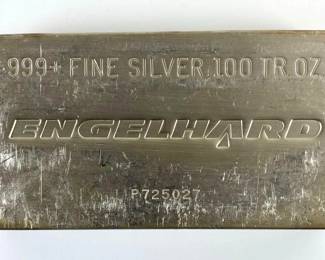 999+ FINE SILVER 100 TR. OZ
ENGELHARD
P725027